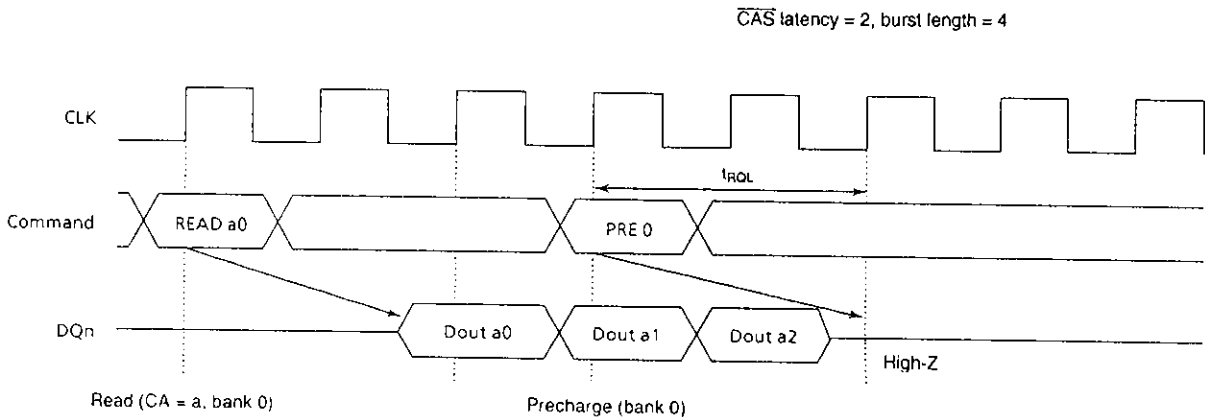 CAS latency = 2, burst length = 4
CLK
tRQL
Command
READ a0
PRE 0
DQn
Dout a0
Dout a1
Dout a2
High-Z
Read (CA = a, bank 0)
Precharge (bank 0)